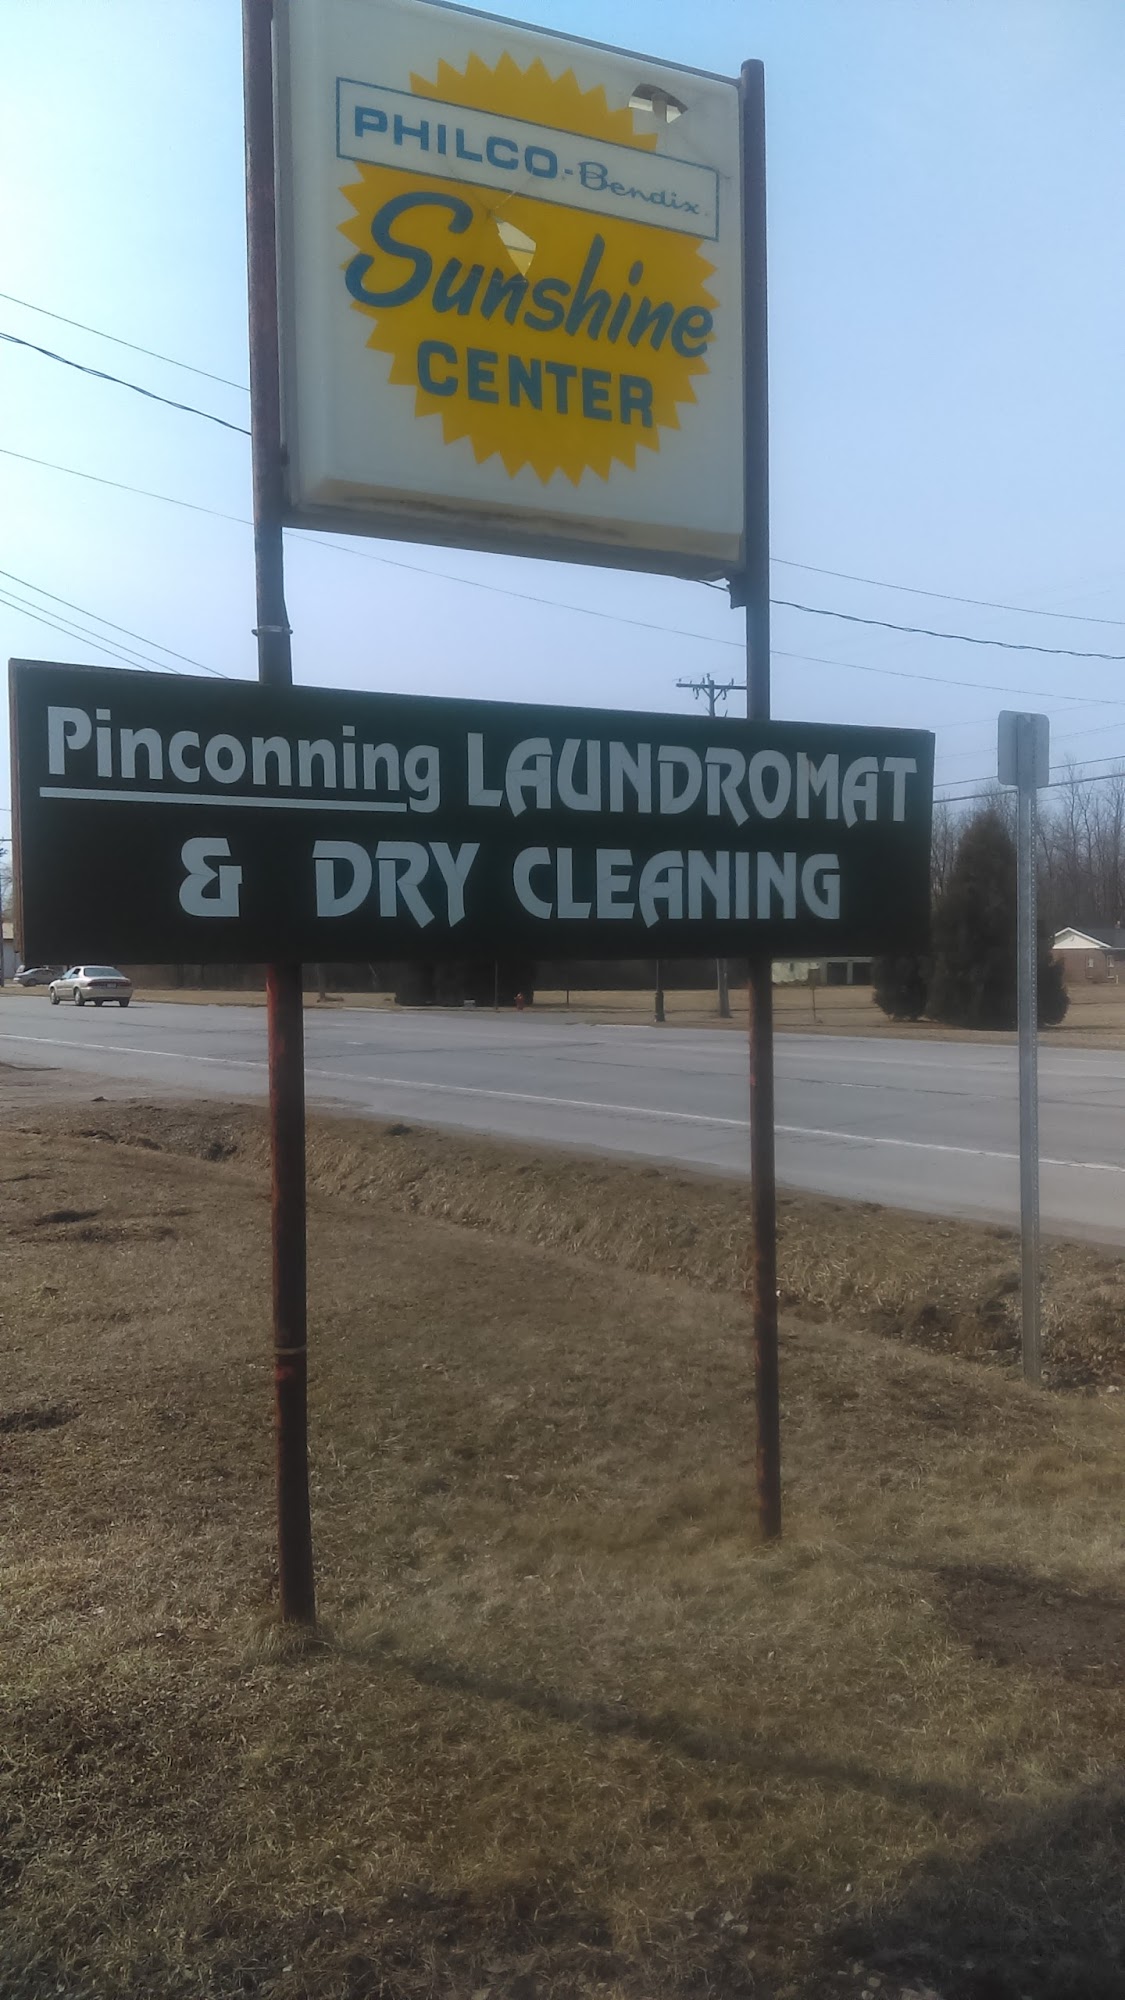 PHILCO-Bendix
Sunshine
CENTER
Pinconning LAUNDROMAT
& DRY CLEANING